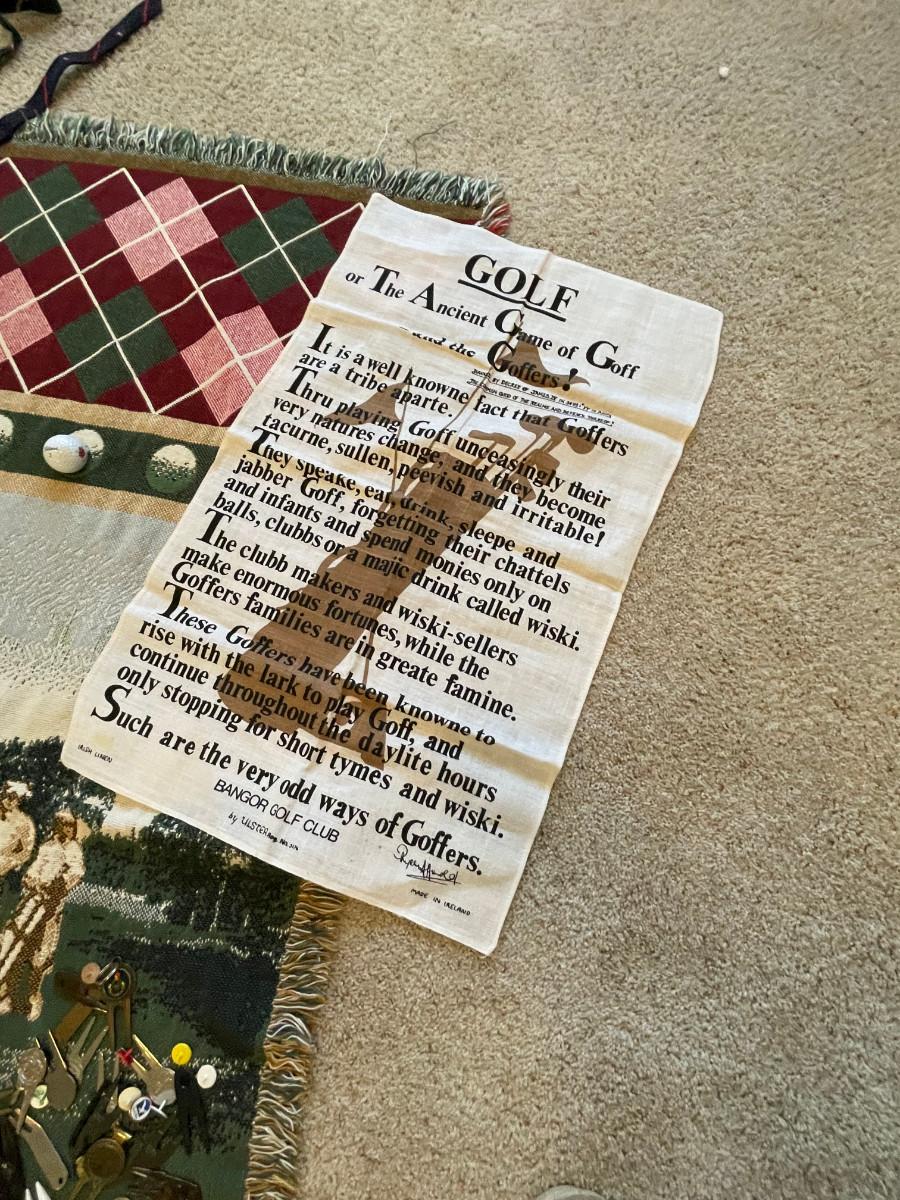 GOLF
or The Ancient Game of Goff
and the Goffers!
It is a well knowne fact that Goffers
are a tribe aparte.
Thru playing Goff unceasingly their
very natures change, and they become
tacurne, sullen, peevish and irritable!
They speake, eat, drink, sleepe and
jabber Goff, forgetting their chattels
and infants and spend monies only on
balls, clubbs or a majic drink called wiski.
The clubb makers and wiski-sellers
make enormous fortunes, while the
Goffers families are in greate famine.
These Goffers have been knowne to
rise with the lark to play Goff, and
continue throughout the daylite hours
only stopping for short tymes and wiski.
Such are the very odd ways of Goffers.
IRISH LINEN
BANGOR GOLF CLUB
by ULSTER
MADE IN IRELAND